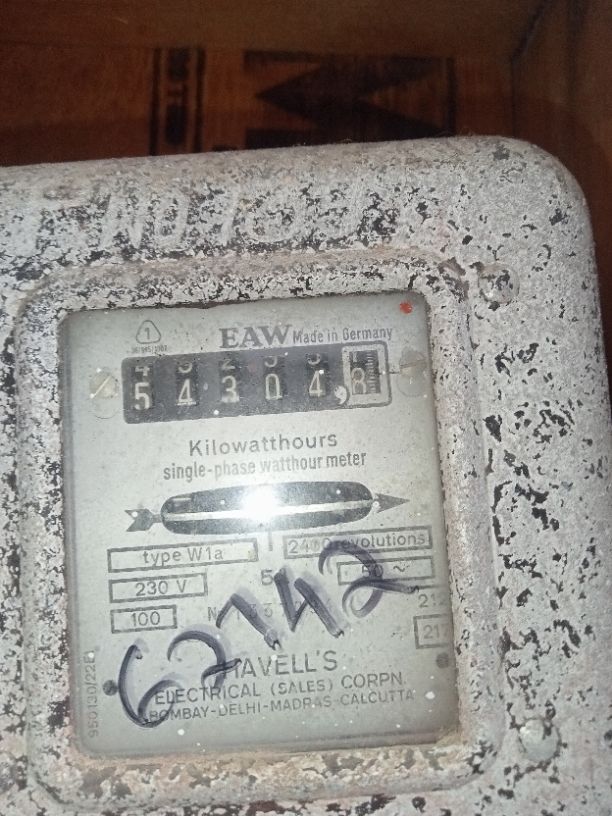 1
EAW Made in Germany
54304,8
Kilowatthours
single-phase watthour meter
type W1a
2400 revolutions
230 V
50 ~
100
62742
HAVELL'S
ELECTRICAL (SALES) CORPN.
BOMBAY-DELHI-MADRAS-CALCUTTA